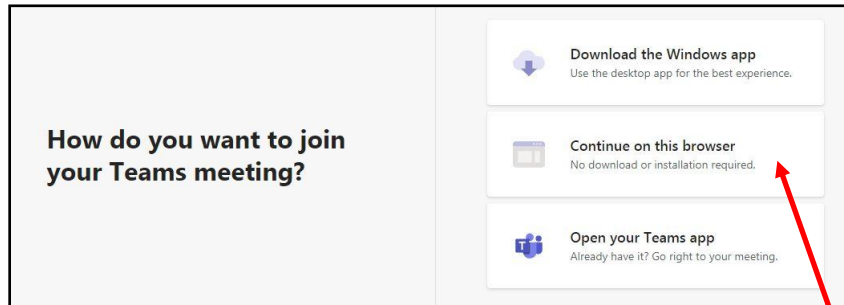 How do you want to join
your Teams meeting?
Download the Windows app
Use the desktop app for the best experience.
Continue on this browser
No download or installation required.
Open your Teams app
Already have it? Go right to your meeting.